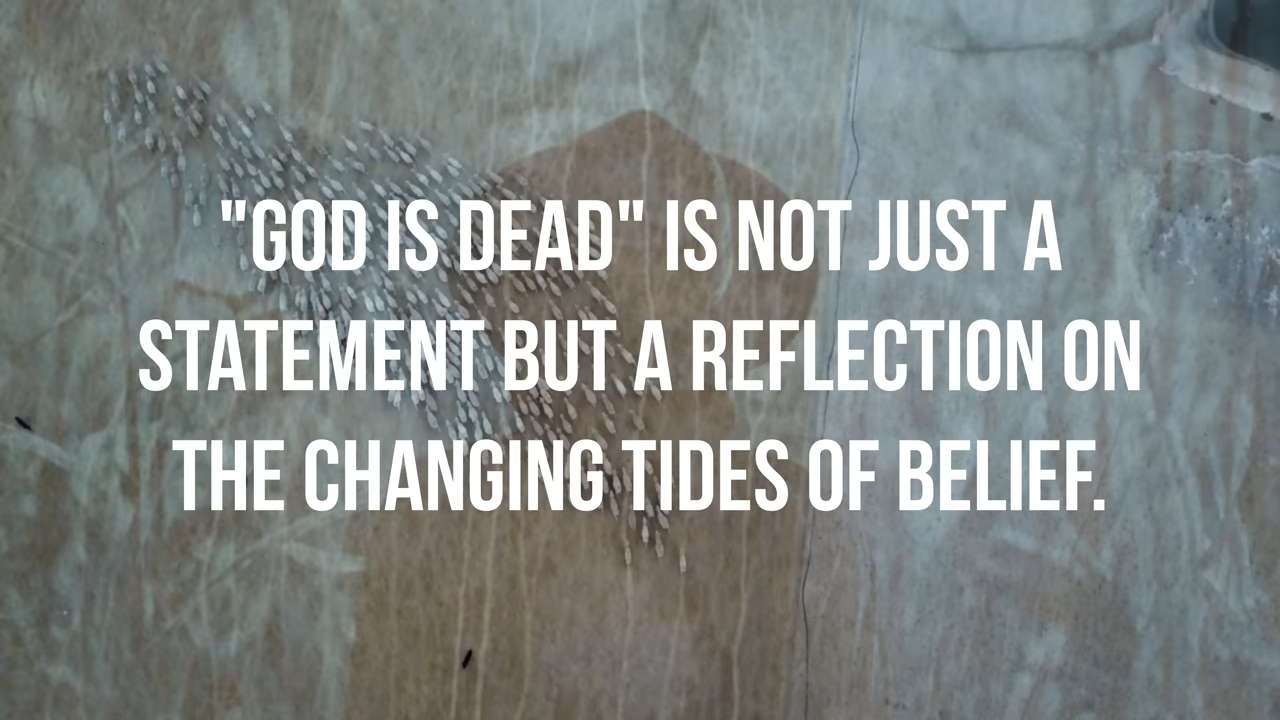 "GOD IS DEAD" IS NOT JUST A
STATEMENT BUT A REFLECTION ON
THE CHANGING TIDES OF BELIEF.